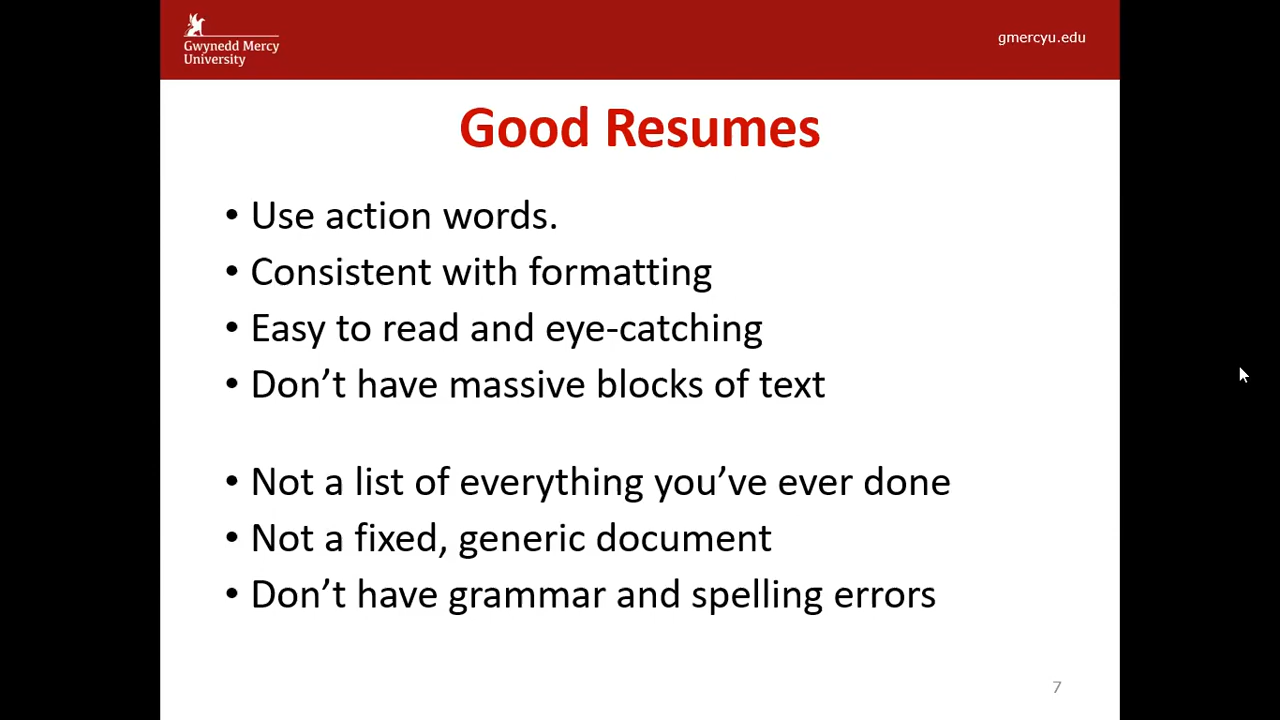 Gwynedd Mercy
University
gmercyu.edu
Good Resumes
• Use action words.
• Consistent with formatting
• Easy to read and eye-catching
• Don’t have massive blocks of text
• Not a list of everything you’ve ever done
• Not a fixed, generic document
• Don’t have grammar and spelling errors
7